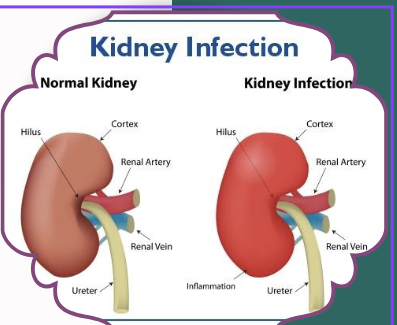 Kidney Infection
Normal Kidney
Kidney Infection
Hilus
Cortex
Renal Artery
Renal Vein
Ureter
Hilus
Cortex
Renal Artery
Renal Vein
Inflammation
Ureter